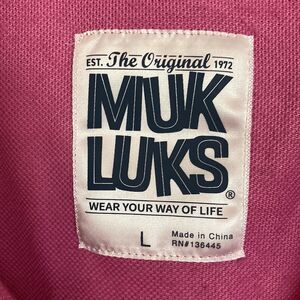 EST. The Original 1972
MUK
LUKS®
WEAR YOUR WAY OF LIFE
L
Made in China
RN#136445